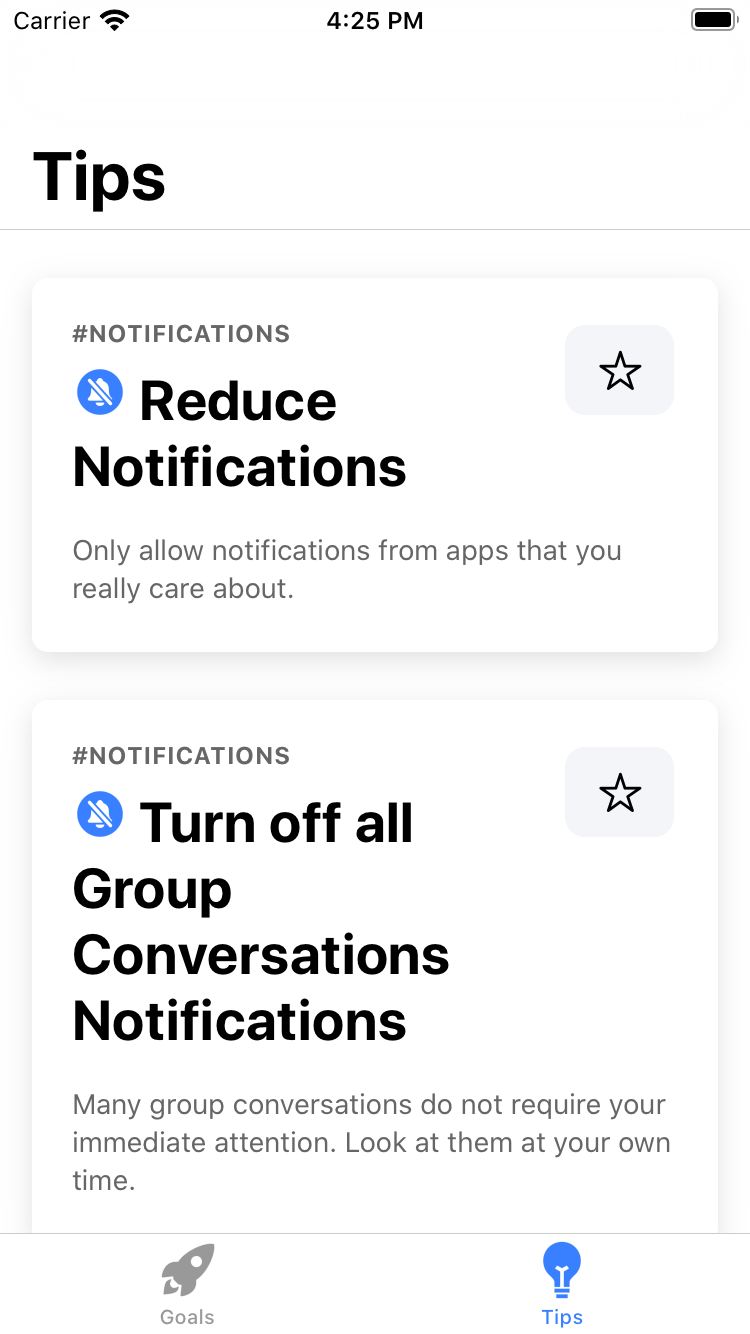 Carrier 4:25 PM
Tips
#NOTIFICATIONS
Reduce
Notifications
Only allow notifications from apps that you
really care about.
#NOTIFICATIONS
Turn off all
Group
Conversations
Notifications
Many group conversations do not require your
immediate attention. Look at them at your own
time.
Goals Tips